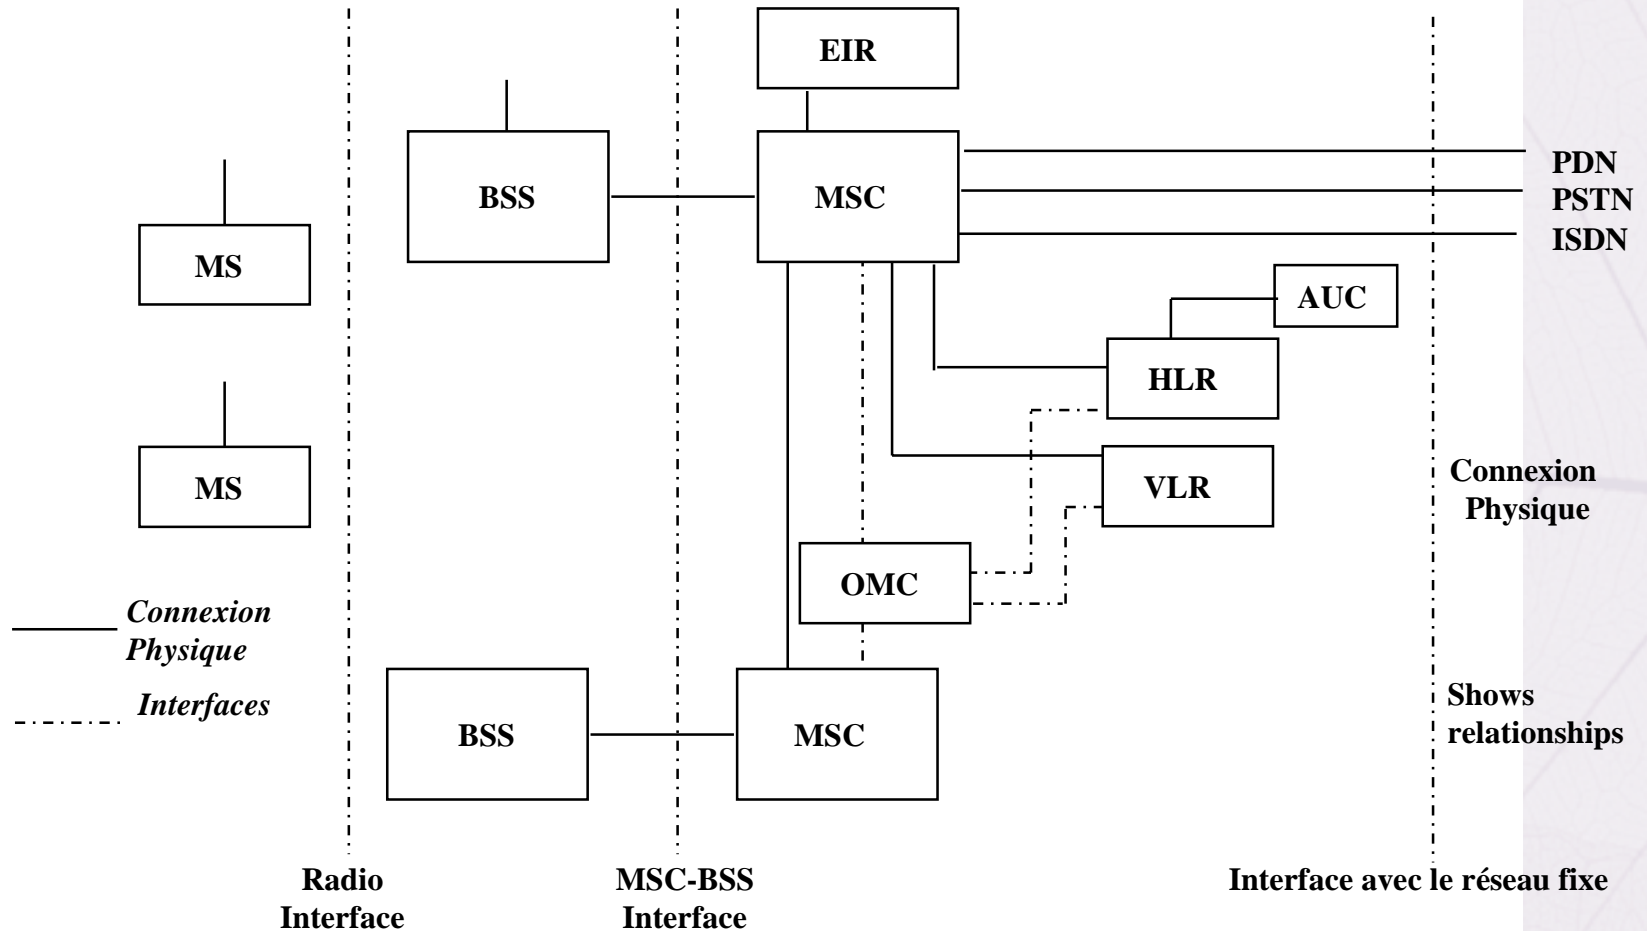 EIR
BSS
MSC
PDN
PSTN
ISDN
MS
AUC
HLR
MS
VLR
Connexion
Physique
OMC
Connexion
Physique
Interfaces
BSS
MSC
Shows
relationships
Radio
Interface
MSC-BSS
Interface
Interface avec le réseau fixe